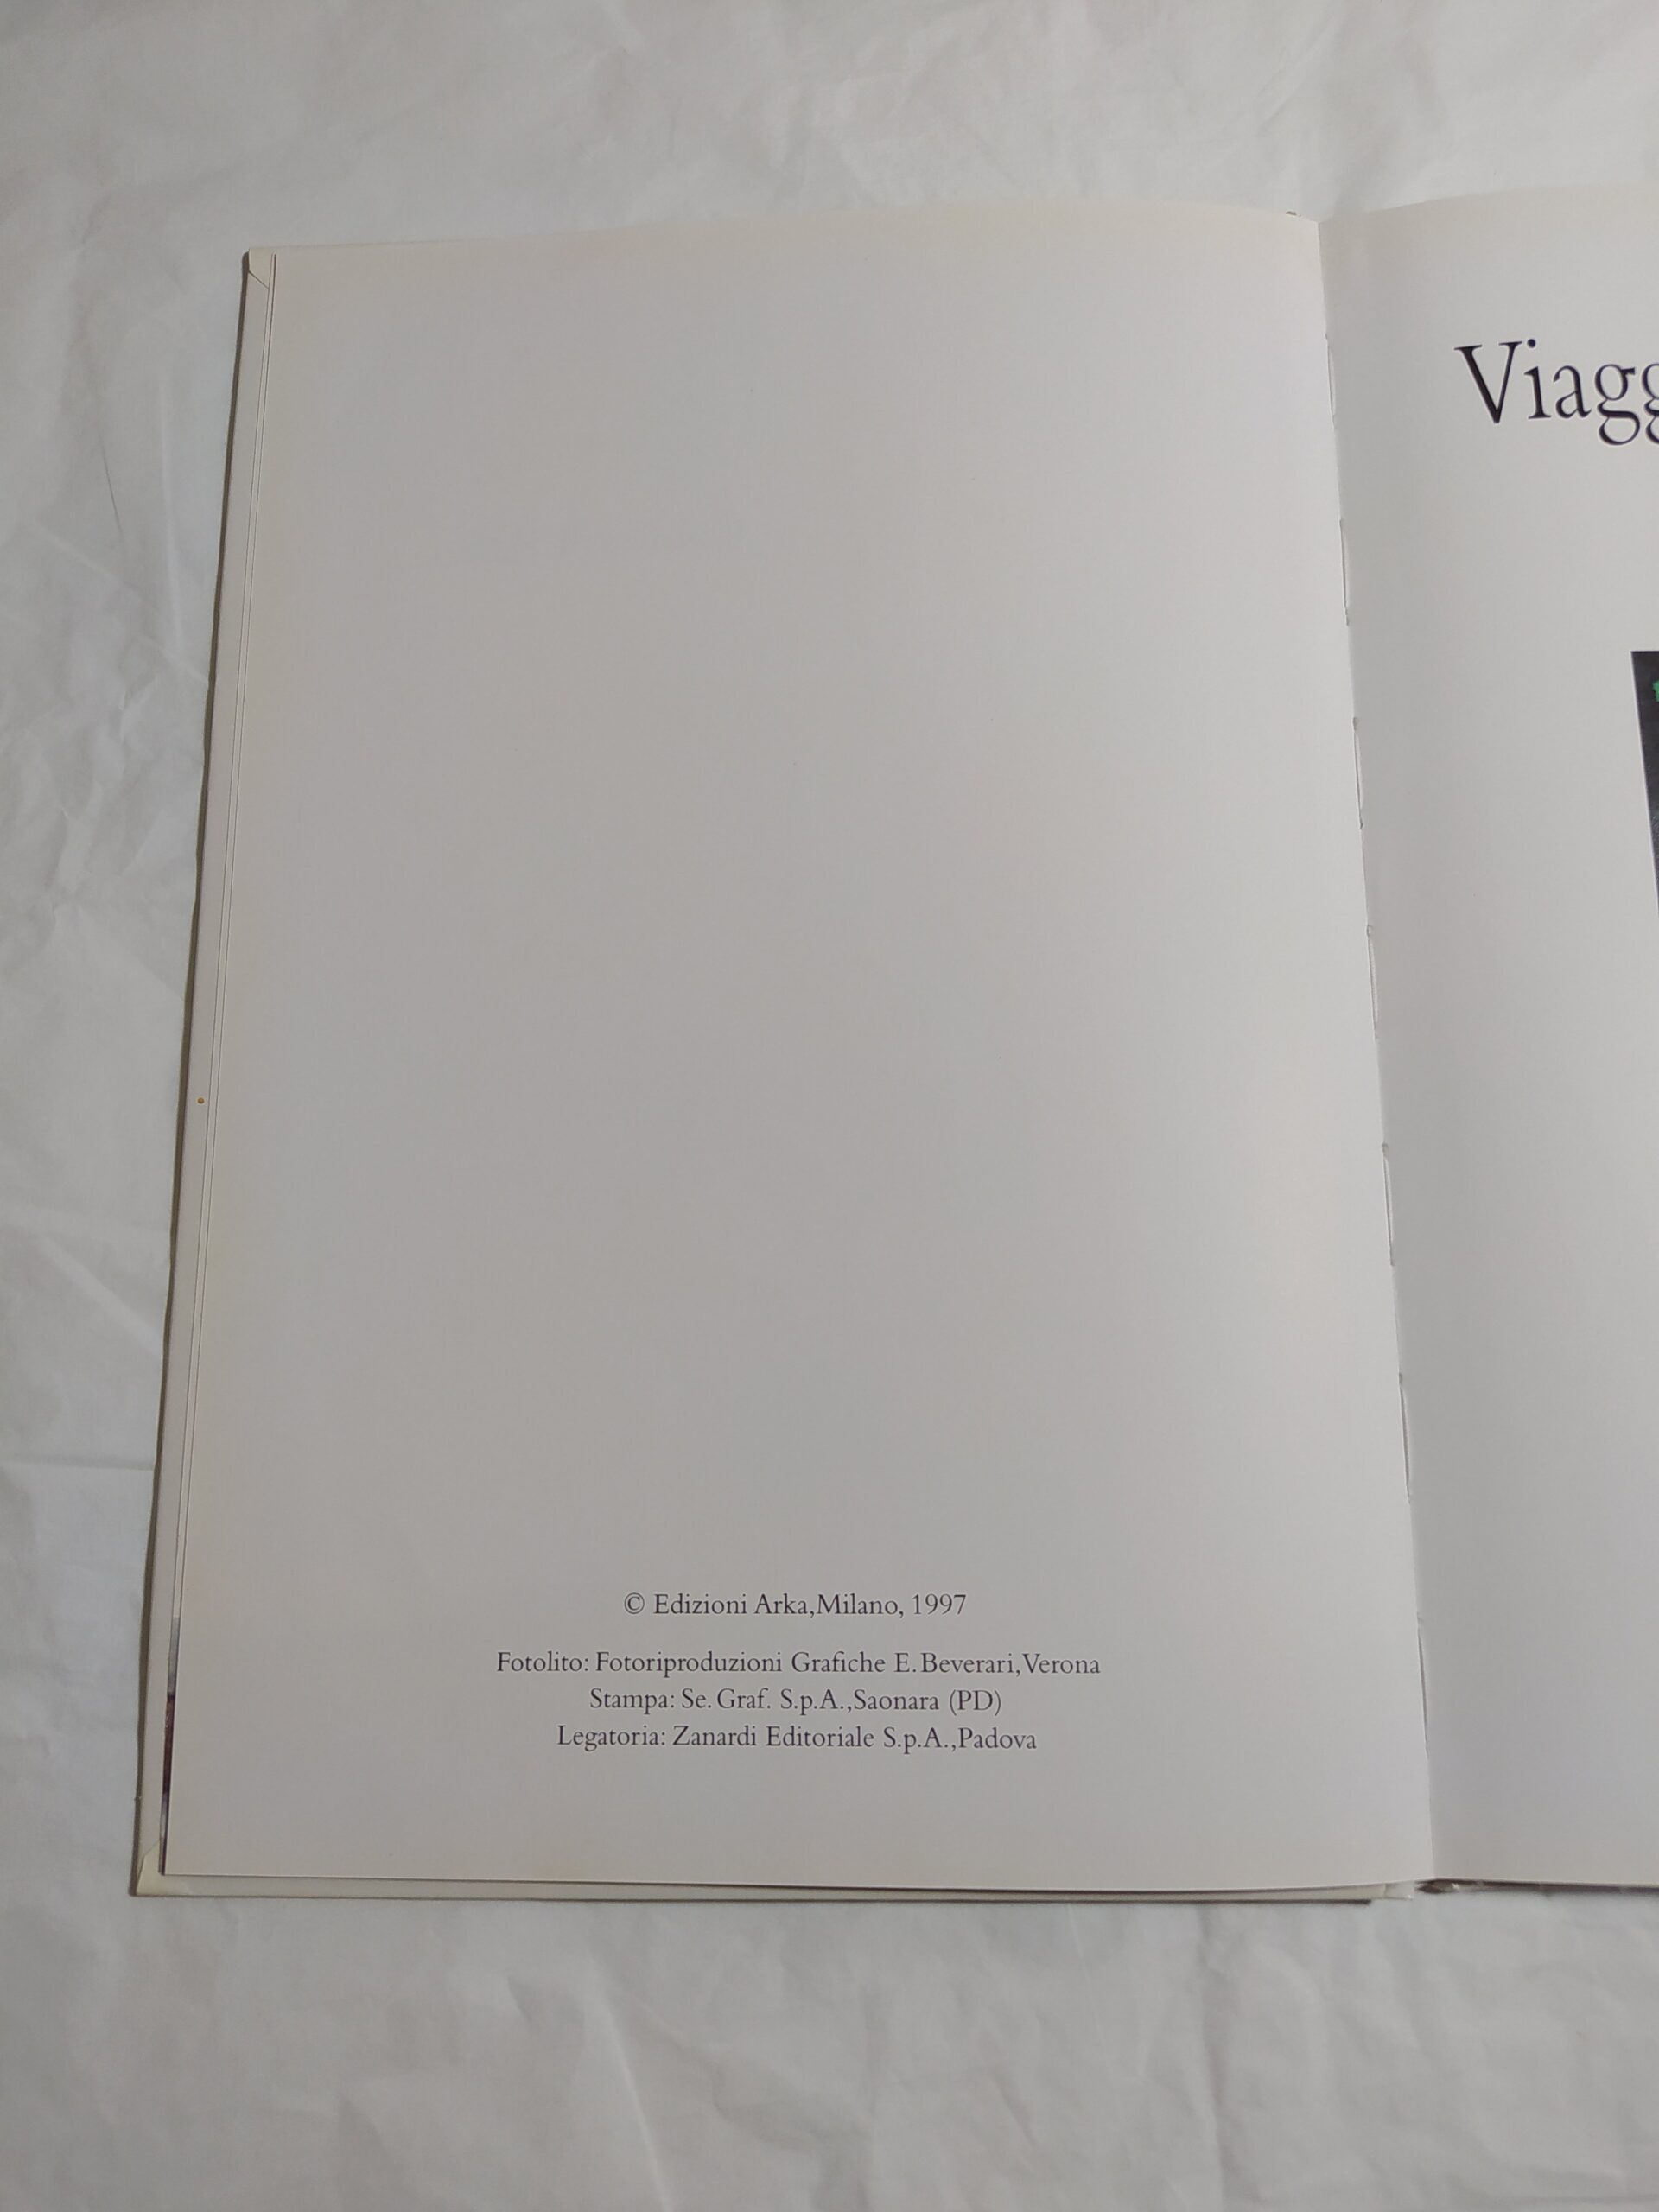 © Edizioni Arka,Milano, 1997
Fotolito: Fotoriproduzioni Grafiche E. Beverari,Verona
Stampa: Se. Graf. S.p.A.,Saonara (PD)
Legatoria: Zanardi Editoriale S.p.A.,Padova
Viagg